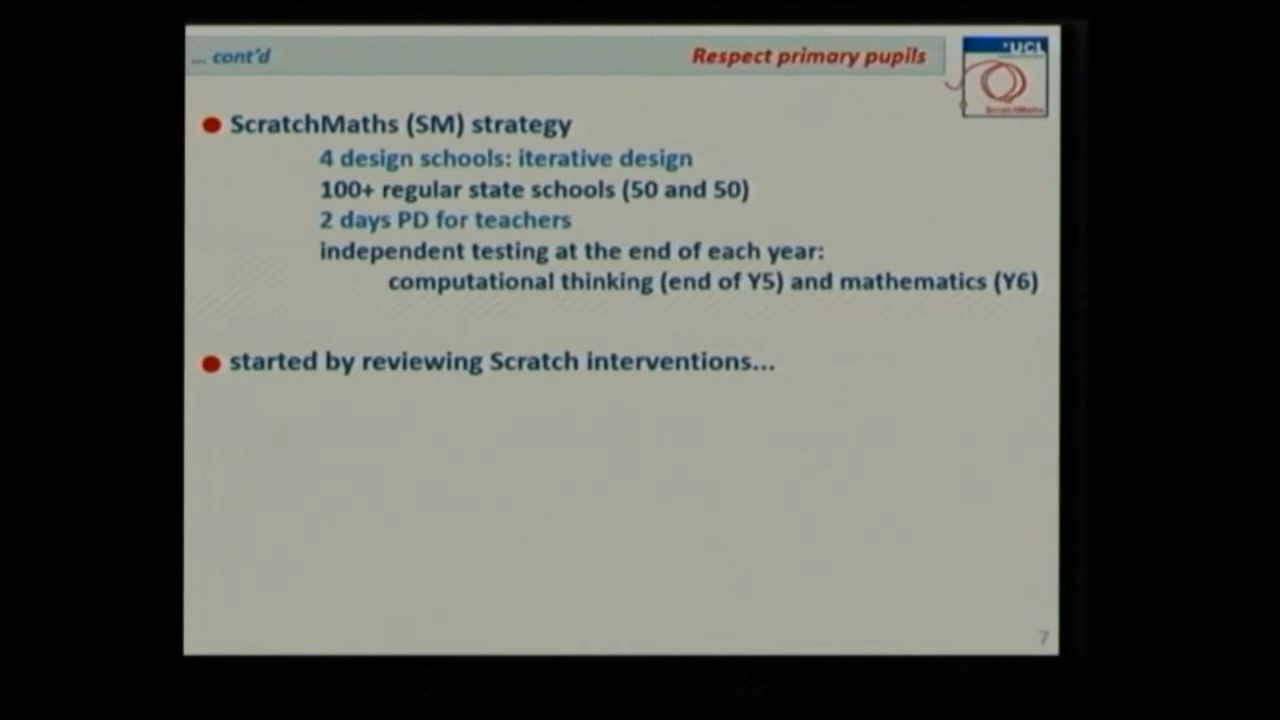 ... cont'd
Respect primary pupils
UCL
ScratchMaths
ScratchMaths (SM) strategy
4 design schools: iterative design
100+ regular state schools (50 and 50)
2 days PD for teachers
independent testing at the end of each year:
computational thinking (end of Y5) and mathematics (Y6)
started by reviewing Scratch interventions...
7